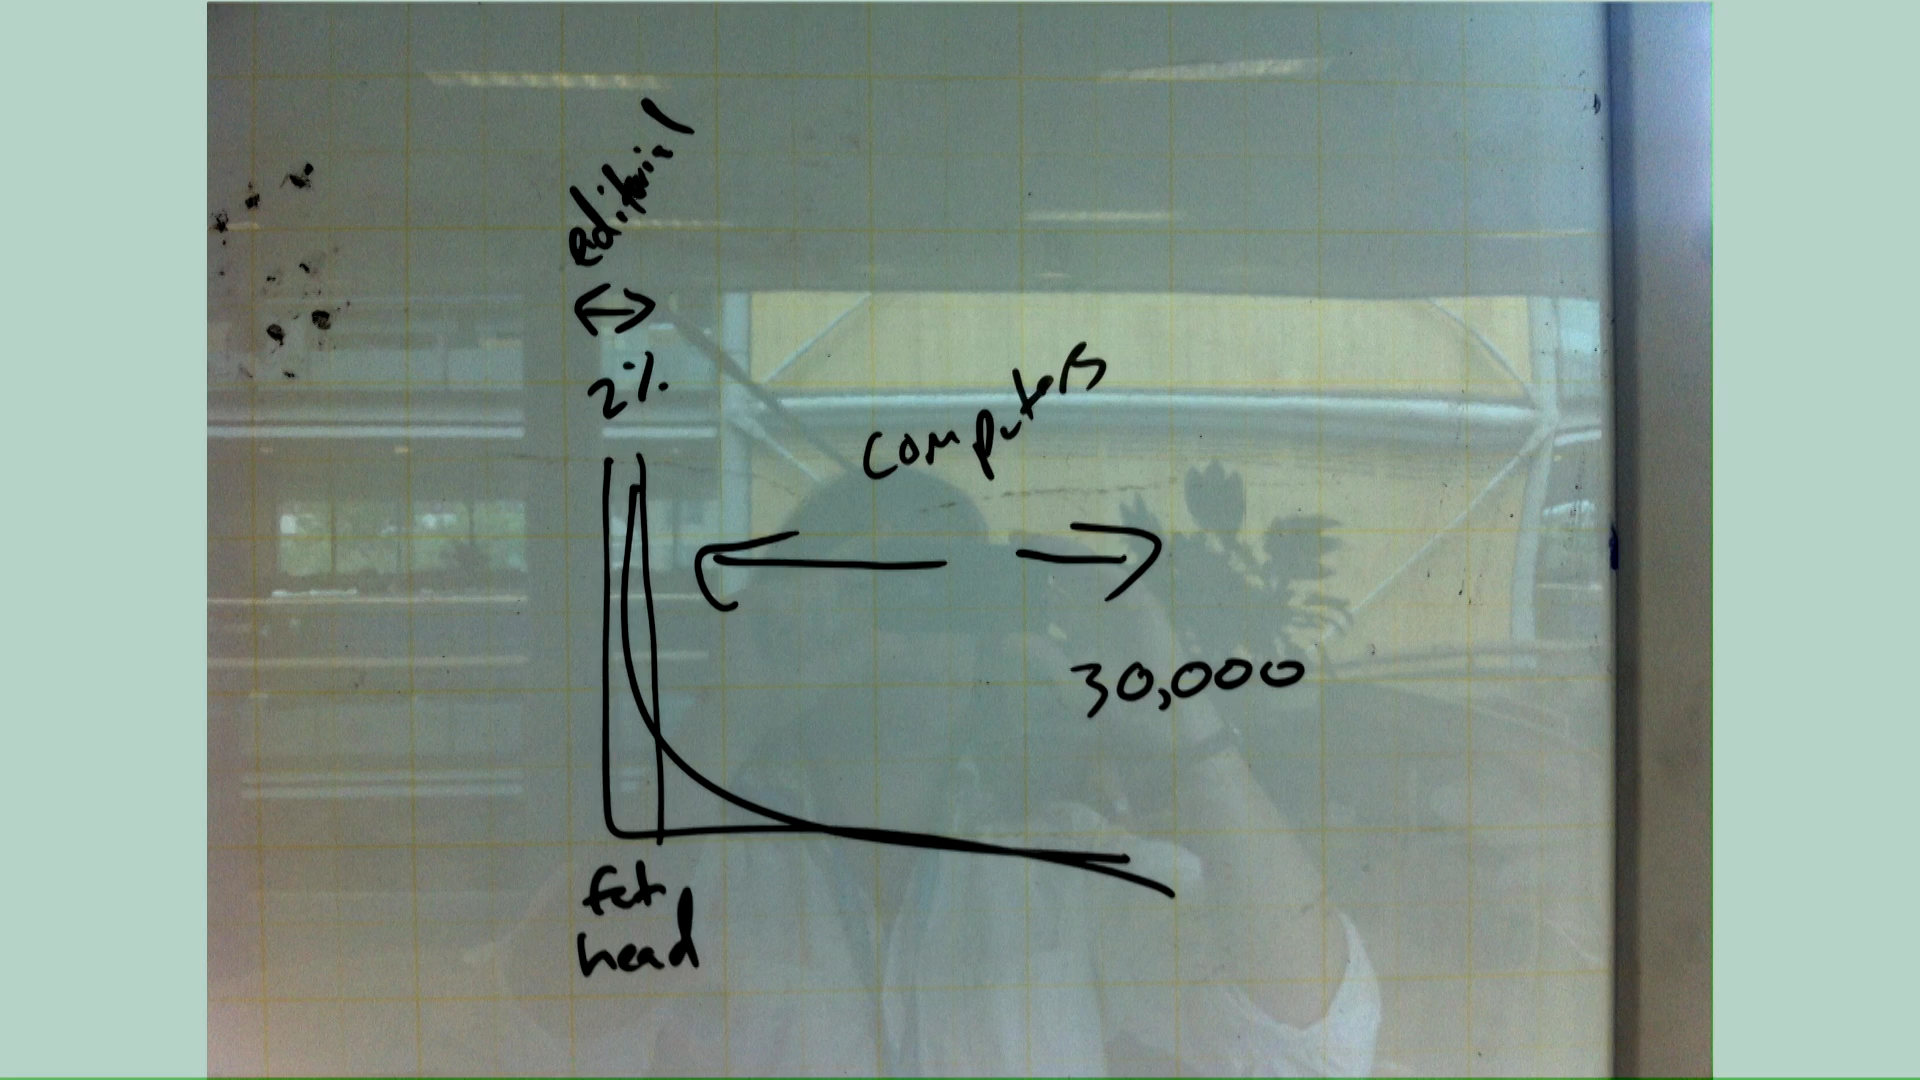 editorial
2%
computers
30,000
fat
head